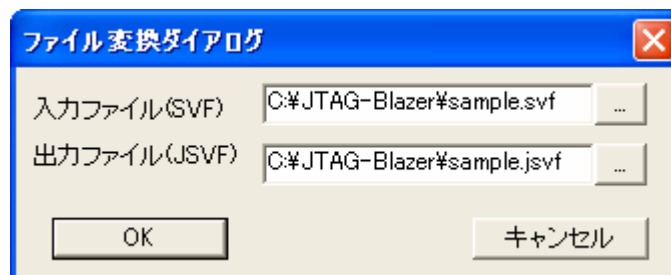 ファイル変換ダイアログ
入力ファイル(SVF) C:¥JTAG-Blazer¥sample.svf ...
出力ファイル(JSVF) C:¥JTAG-Blazer¥sample.jsvf ...
OK キャンセル